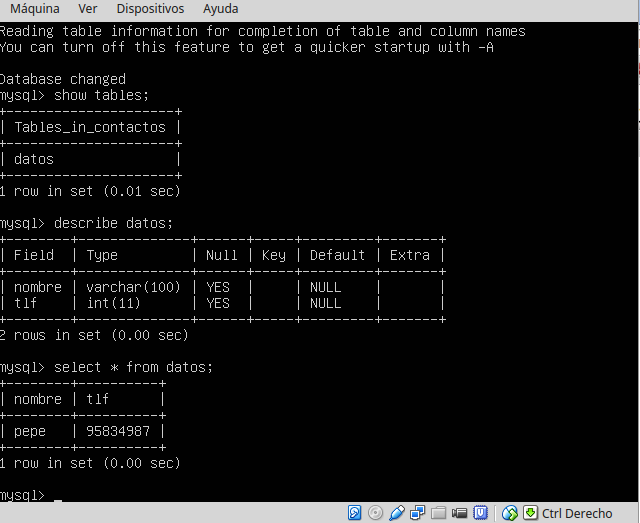 Máquina Ver Dispositivos Ayuda
Reading table information for completion of table and column names
You can turn off this feature to get a quicker startup with -A
Database changed
mysql> show tables;
+---------------------+
| Tables_in_contactos |
+---------------------+
| datos               |
+---------------------+
1 row in set (0.01 sec)
mysql> describe datos;
+--------+--------------+------+-----+---------+-------+
| Field  | Type         | Null | Key | Default | Extra |
+--------+--------------+------+-----+---------+-------+
| nombre | varchar(100) | YES  |     | NULL    |       |
| tlf    | int(11)      | YES  |     | NULL    |       |
+--------+--------------+------+-----+---------+-------+
2 rows in set (0.00 sec)
mysql> select * from datos;
+--------+----------+
| nombre | tlf      |
+--------+----------+
| pepe   | 95834987 |
+--------+----------+
1 row in set (0.00 sec)
mysql> _
Ctrl Derecho